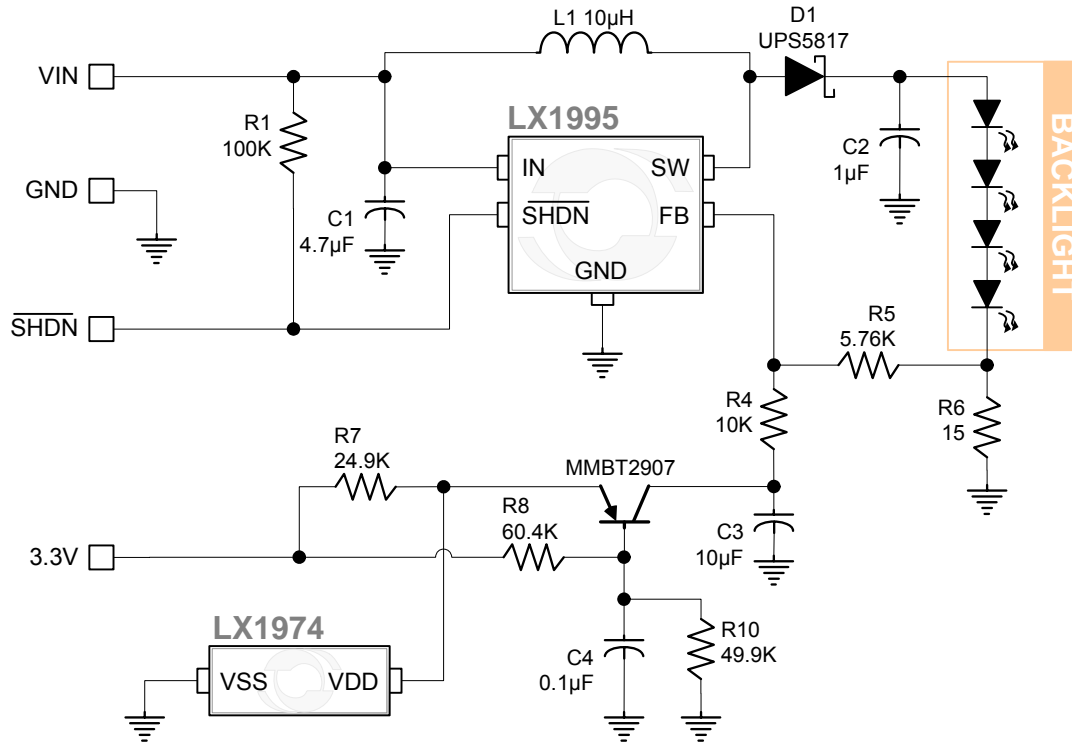 L1 10µH
D1
UPS5817
VIN
R1
100K
LX1995
IN
SW
SHDN
FB
GND
C2
1µF
BACKLIGHT
GND
C1
4.7µF
SHDN
R5
5.76K
R4
10K
R6
15
R7
24.9K
MMBT2907
R8
60.4K
C3
10µF
3.3V
LX1974
VSS
VDD
C4
0.1µF
R10
49.9K